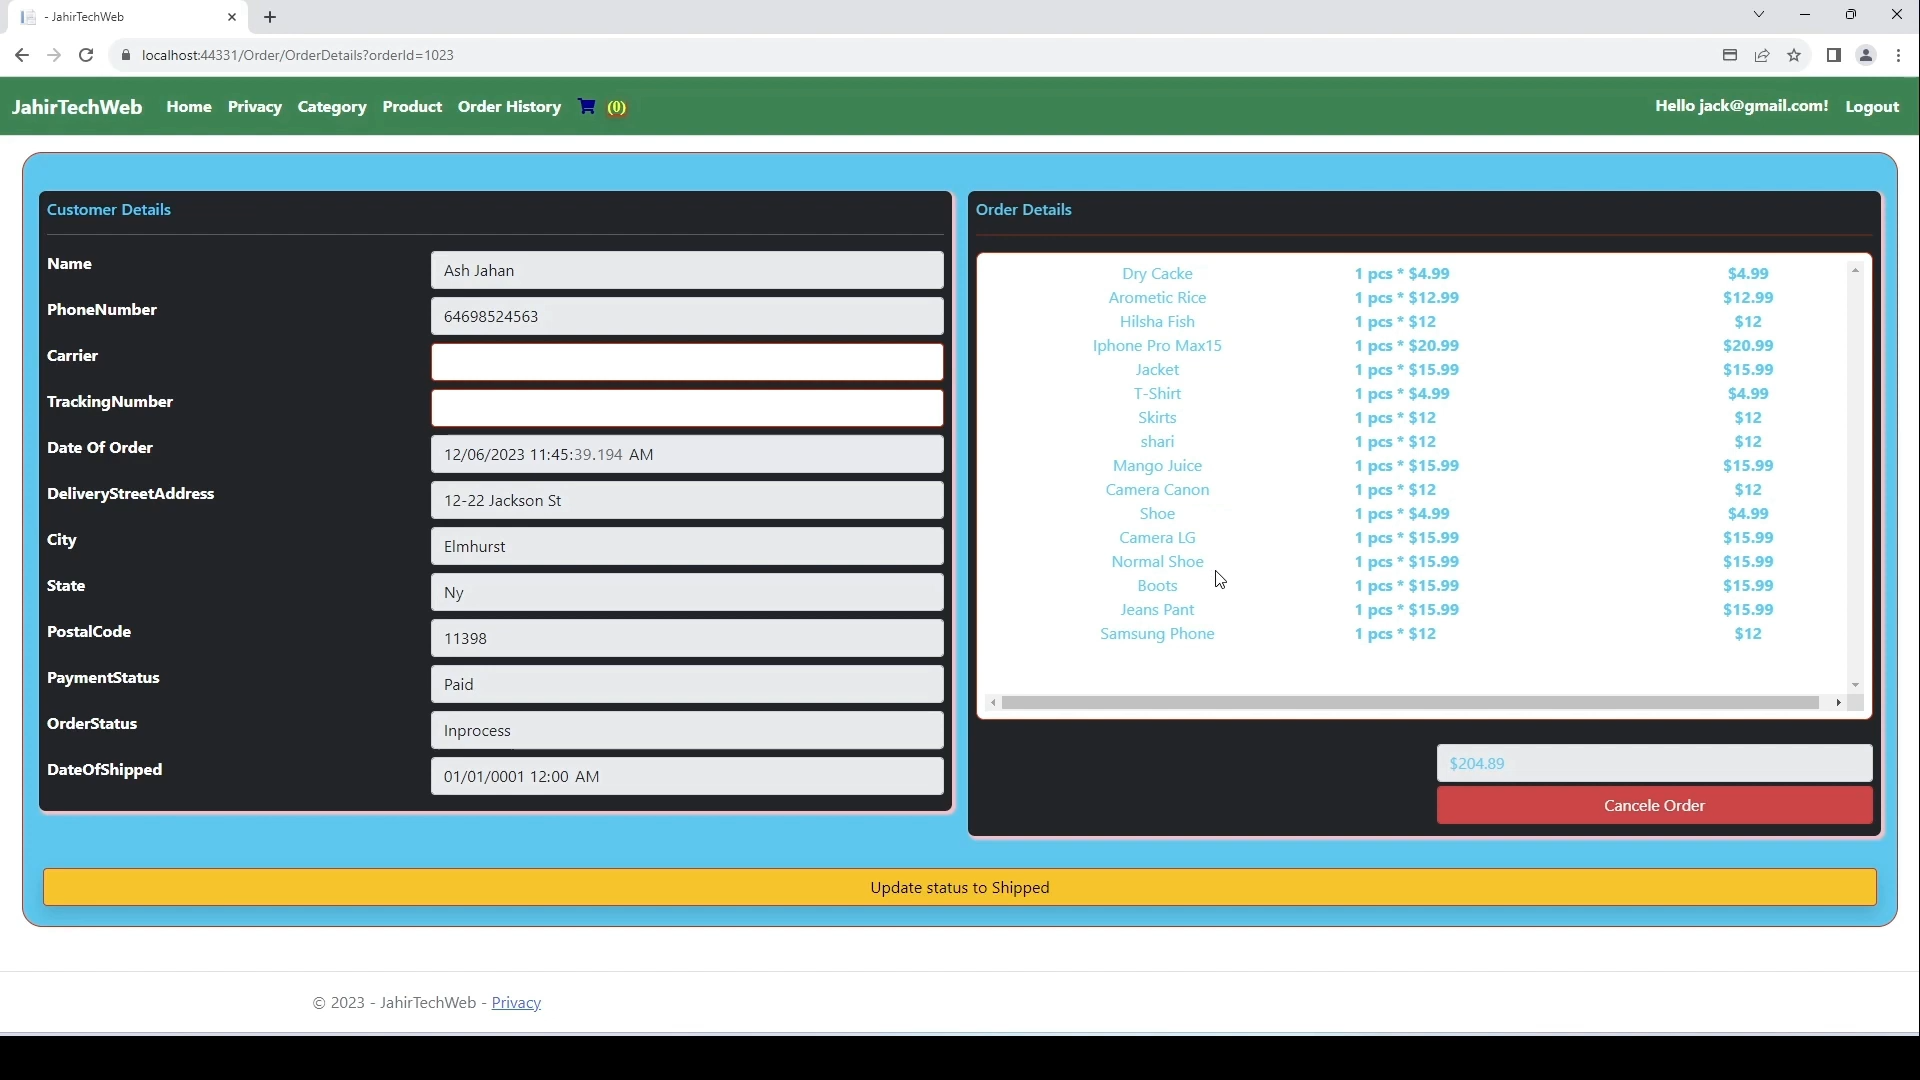 - JahirTechWeb
localhost:44331/Order/OrderDetails?orderId=1023
JahirTechWeb Home Privacy Category Product Order History (0) Hello jack@gmail.com! Logout
Customer Details
Name Ash Jahan
PhoneNumber 64698524563
Carrier
TrackingNumber
Date Of Order 12/06/2023 11:45:39.194 AM
DeliveryStreetAddress 12-22 Jackson St
City Elmhurst
State Ny
PostalCode 11398
PaymentStatus Paid
OrderStatus Inprocess
DateOfShipped 01/01/0001 12:00 AM
Order Details
Dry Cacke 1 pcs * $4.99 $4.99
Arometic Rice 1 pcs * $12.99 $12.99
Hilsha Fish 1 pcs * $12 $12
Iphone Pro Max15 1 pcs * $20.99 $20.99
Jacket 1 pcs * $15.99 $15.99
T-Shirt 1 pcs * $4.99 $4.99
Skirts 1 pcs * $12 $12
shari 1 pcs * $12 $12
Mango Juice 1 pcs * $15.99 $15.99
Camera Canon 1 pcs * $12 $12
Shoe 1 pcs * $4.99 $4.99
Camera LG 1 pcs * $15.99 $15.99
Normal Shoe 1 pcs * $15.99 $15.99
Boots 1 pcs * $15.99 $15.99
Jeans Pant 1 pcs * $15.99 $15.99
Samsung Phone 1 pcs * $12 $12
$204.89
Cancele Order
Update status to Shipped
© 2023 - JahirTechWeb - Privacy